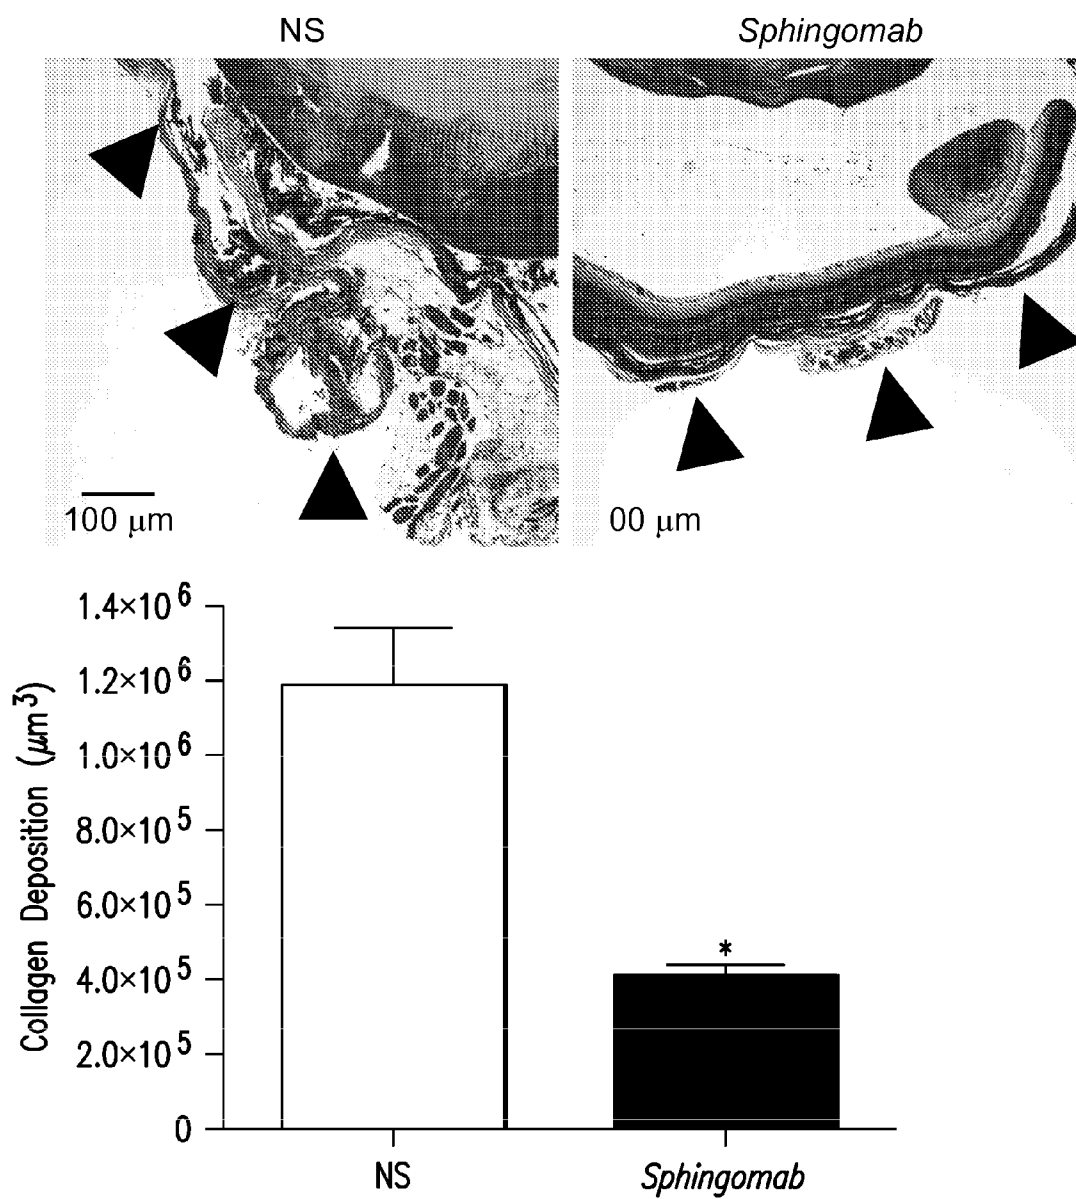 NS
Sphingomab
100 μm
00 μm
1.4×10⁶
1.2×10⁶
1.0×10⁶
8.0×10⁵
6.0×10⁵
4.0×10⁵
2.0×10⁵
0
Collagen Deposition (μm³)
*
NS
Sphingomab